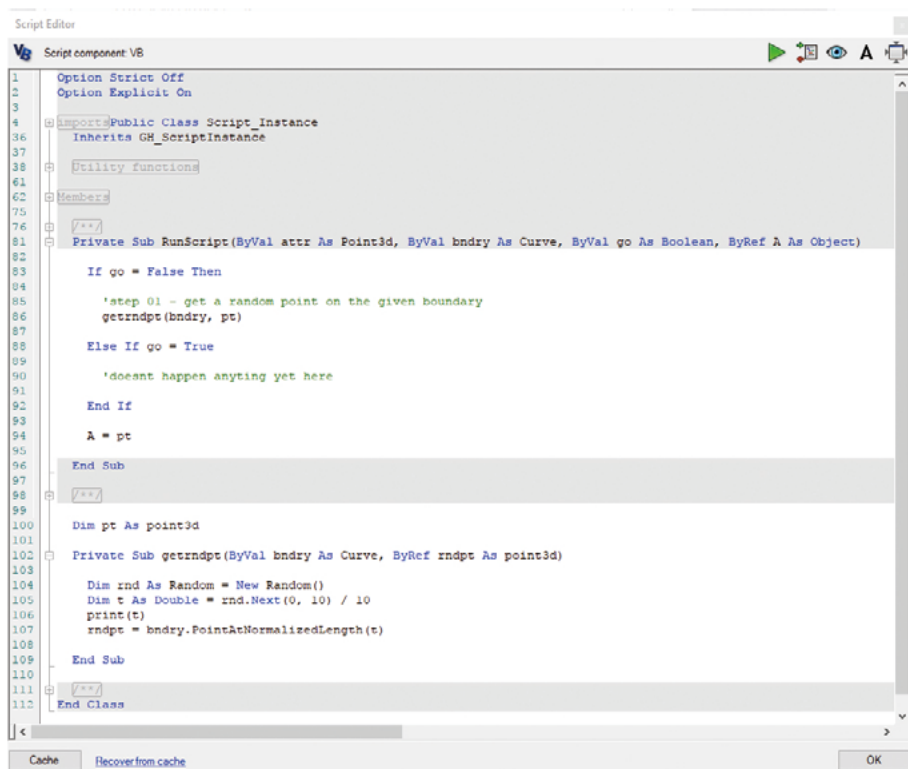 Script Editor
VB Script component: VB
A
1 Option Strict Off
2 Option Explicit On
3
4 imports Public Class Script_Instance
36 Inherits GH_ScriptInstance
37
38 Utility functions
61
62 Members
75
76 /**/
81 Private Sub RunScript(ByVal attr As Point3d, ByVal bndry As Curve, ByVal go As Boolean, ByRef A As Object)
82
83 If go = False Then
84
85 'step 01 - get a random point on the given boundary
86 getrndpt(bndry, pt)
87
88 Else If go = True
89
90 'doesnt happen anyting yet here
91
92 End If
93
94 A = pt
95
96 End Sub
97
98 /**/
99
100 Dim pt As point3d
101
102 Private Sub getrndpt(ByVal bndry As Curve, ByRef rndpt As point3d)
103
104 Dim rnd As Random = New Random()
105 Dim t As Double = rnd.Next(0, 10) / 10
106 print(t)
107 rndpt = bndry.PointAtNormalizedLength(t)
108
109 End Sub
110
111 /**/
112 End Class
Cache Recover from cache OK